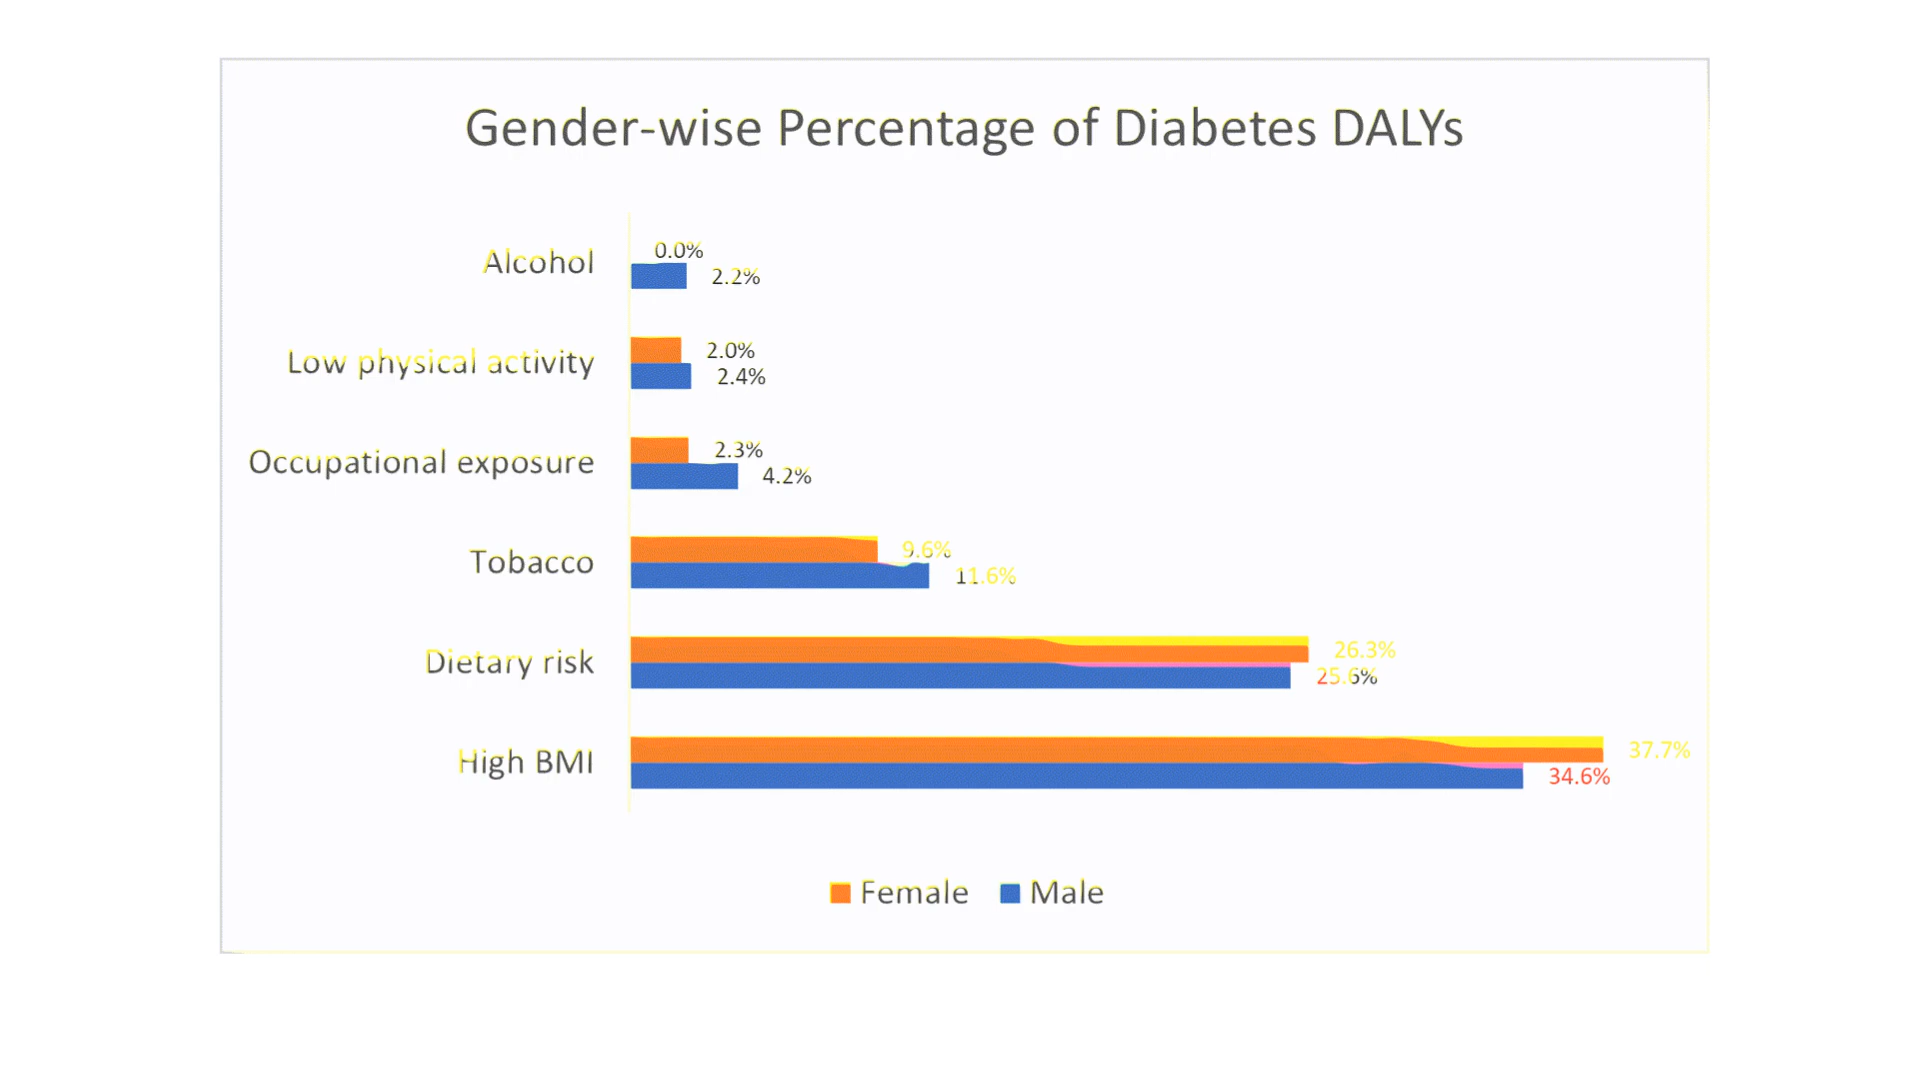 Gender-wise Percentage of Diabetes DALYs
Alcohol
0.0%
2.2%
Low physical activity
2.0%
2.4%
Occupational exposure
2.3%
4.2%
Tobacco
9.6%
11.6%
Dietary risk
26.3%
25.6%
High BMI
37.7%
34.6%
Female Male